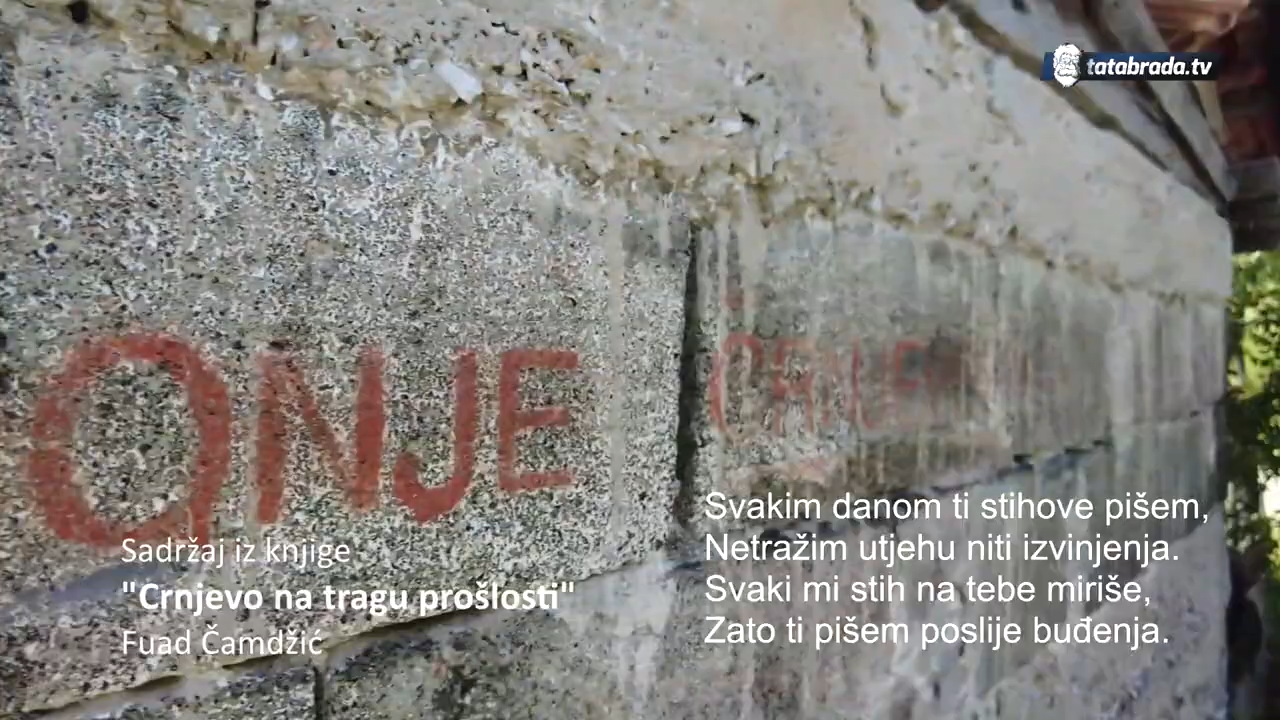 tatabrada.tv
ONJE
Sadržaj iz knjige
"Crnjevo na tragu prošlosti"
Fuad Čamdžić
Svakim danom ti stihove pišem,
Netražim utjehu niti izvinjenja.
Svaki mi stih na tebe miriše,
Zato ti pišem poslije buđenja.